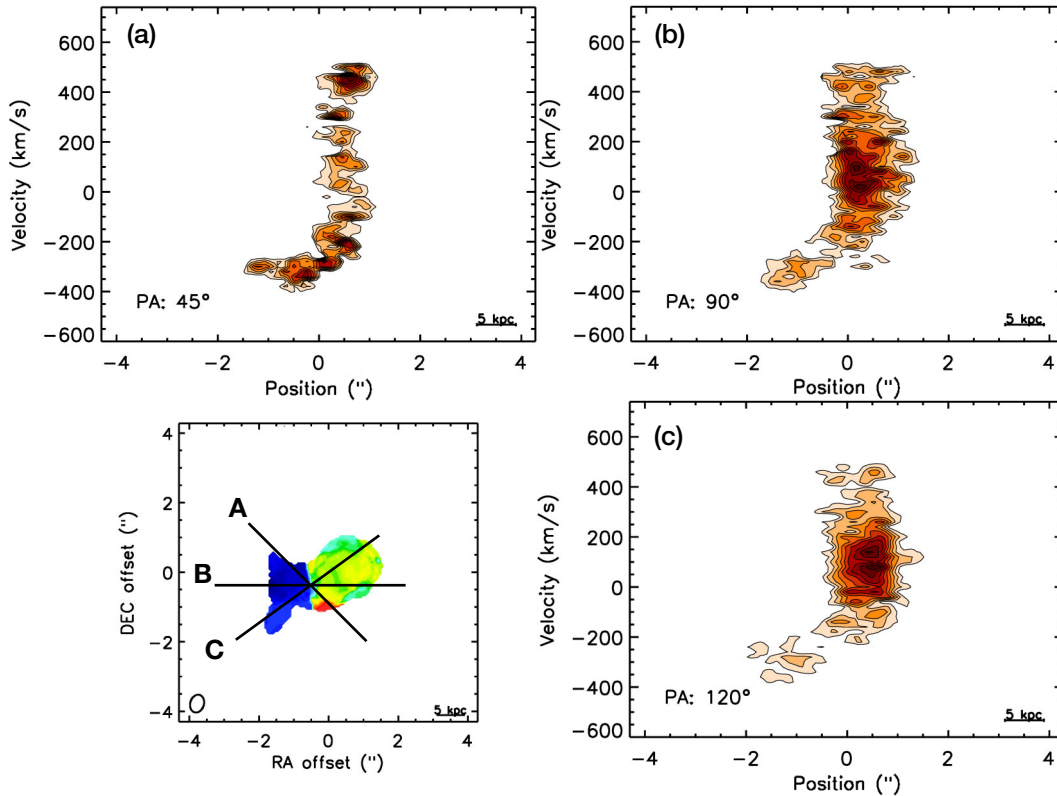 (a)
600
400
200
0
−200
−400
−600
Velocity (km/s)
PA: 45°
5 kpc
−4 −2 0 2 4
Position (")
(b)
600
400
200
0
−200
−400
−600
Velocity (km/s)
PA: 90°
5 kpc
−4 −2 0 2 4
Position (")
4
2
0
−2
−4
DEC offset (")
A
B
C
5 kpc
−4 −2 0 2 4
RA offset (")
(c)
600
400
200
0
−200
−400
−600
Velocity (km/s)
PA: 120°
5 kpc
−4 −2 0 2 4
Position (")